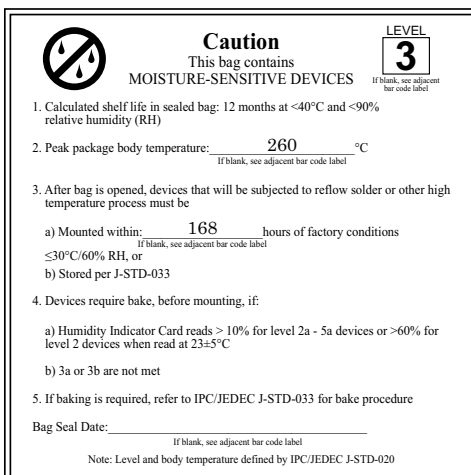 Caution
This bag contains
MOISTURE-SENSITIVE DEVICES
LEVEL
3
If blank, see adjacent
bar code label
1. Calculated shelf life in sealed bag: 12 months at <40°C and <90%
relative humidity (RH)
2. Peak package body temperature: 260 °C
If blank, see adjacent bar code label
3. After bag is opened, devices that will be subjected to reflow solder or other high
temperature process must be
a) Mounted within: 168 hours of factory conditions
If blank, see adjacent bar code label
≤30°C/60% RH, or
b) Stored per J-STD-033
4. Devices require bake, before mounting, if:
a) Humidity Indicator Card reads > 10% for level 2a - 5a devices or >60% for
level 2 devices when read at 23±5°C
b) 3a or 3b are not met
5. If baking is required, refer to IPC/JEDEC J-STD-033 for bake procedure
Bag Seal Date:
If blank, see adjacent bar code label
Note: Level and body temperature defined by IPC/JEDEC J-STD-020